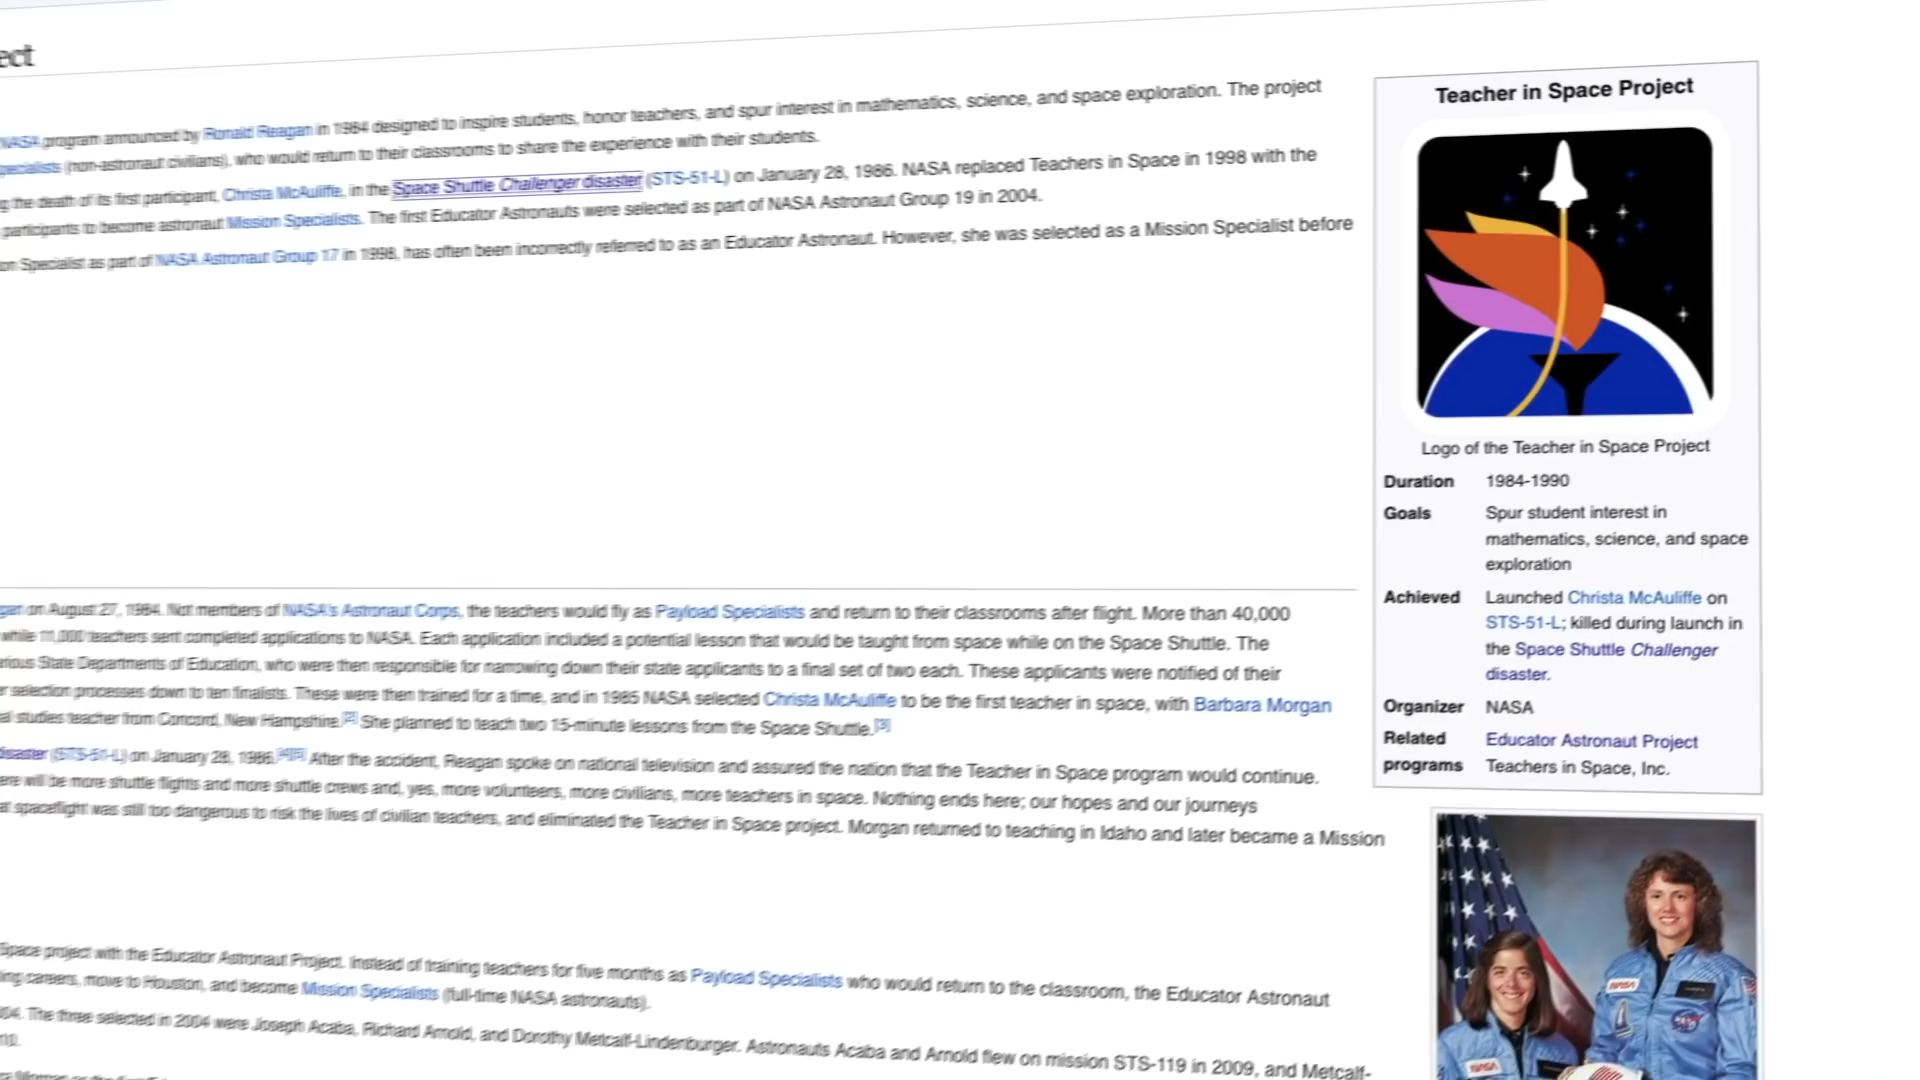 ect
NASA program announced by Ronald Reagan in 1984 designed to inspire students, honor teachers, and spur interest in mathematics, science, and space exploration. The project
pecialists (non-astronaut civilians), who would return to their classrooms to share the experience with their students.
g the death of its first participant, Christa McAuliffe, in the Space Shuttle Challenger disaster (STS-51-L) on January 28, 1986. NASA replaced Teachers in Space in 1998 with the
participants to become astronaut Mission Specialists. The first Educator Astronauts were selected as part of NASA Astronaut Group 19 in 2004.
on Specialist as part of NASA Astronaut Group 17 in 1998, has often been incorrectly referred to as an Educator Astronaut. However, she was selected as a Mission Specialist before
gan on August 27, 1984. Not members of NASA's Astronaut Corps, the teachers would fly as Payload Specialists and return to their classrooms after flight. More than 40,000
while 11,000 teachers sent completed applications to NASA. Each application included a potential lesson that would be taught from space while on the Space Shuttle. The
arious State Departments of Education, who were then responsible for narrowing down their state applicants to a final set of two each. These applicants were notified of their
er selection processes down to ten finalists. These were then trained for a time, and in 1985 NASA selected Christa McAuliffe to be the first teacher in space, with Barbara Morgan
al studies teacher from Concord, New Hampshire.[2] She planned to teach two 15-minute lessons from the Space Shuttle.[3]
disaster (STS-51-L) on January 28, 1986.[4][5] After the accident, Reagan spoke on national television and assured the nation that the Teacher in Space program would continue.
ere will be more shuttle flights and more shuttle crews and, yes, more volunteers, more civilians, more teachers in space. Nothing ends here; our hopes and our journeys
at spaceflight was still too dangerous to risk the lives of civilian teachers, and eliminated the Teacher in Space project. Morgan returned to teaching in Idaho and later became a Mission
Space project with the Educator Astronaut Project. Instead of training teachers for five months as Payload Specialists who would return to the classroom, the Educator Astronaut
ing careers, move to Houston, and become Mission Specialists (full-time NASA astronauts).
04. The three selected in 2004 were Joseph Acaba, Richard Arnold, and Dorothy Metcalf-Lindenburger. Astronauts Acaba and Arnold flew on mission STS-119 in 2009, and Metcalf-
Teacher in Space Project
Logo of the Teacher in Space Project
Duration 1984-1990
Goals Spur student interest in
mathematics, science, and space
exploration
Achieved Launched Christa McAuliffe on
STS-51-L; killed during launch in
the Space Shuttle Challenger
disaster.
Organizer NASA
Related Educator Astronaut Project
programs Teachers in Space, Inc.
NASA
NASA
NASA